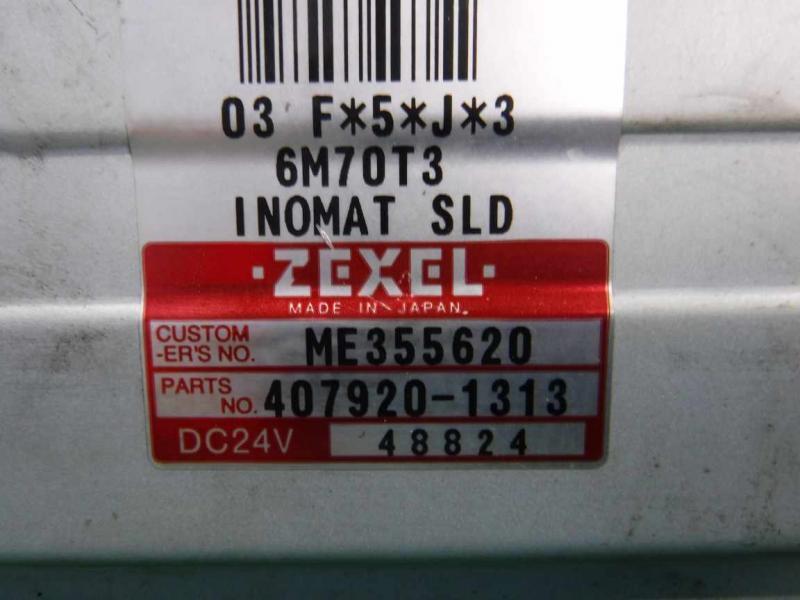 03 F*5*J*3
6M70T3
INOMAT SLD
·ZEXEL·
MADE IN JAPAN.
CUSTOM
-ER'S NO. ME355620
PARTS
NO. 407920-1313
DC24V 48824